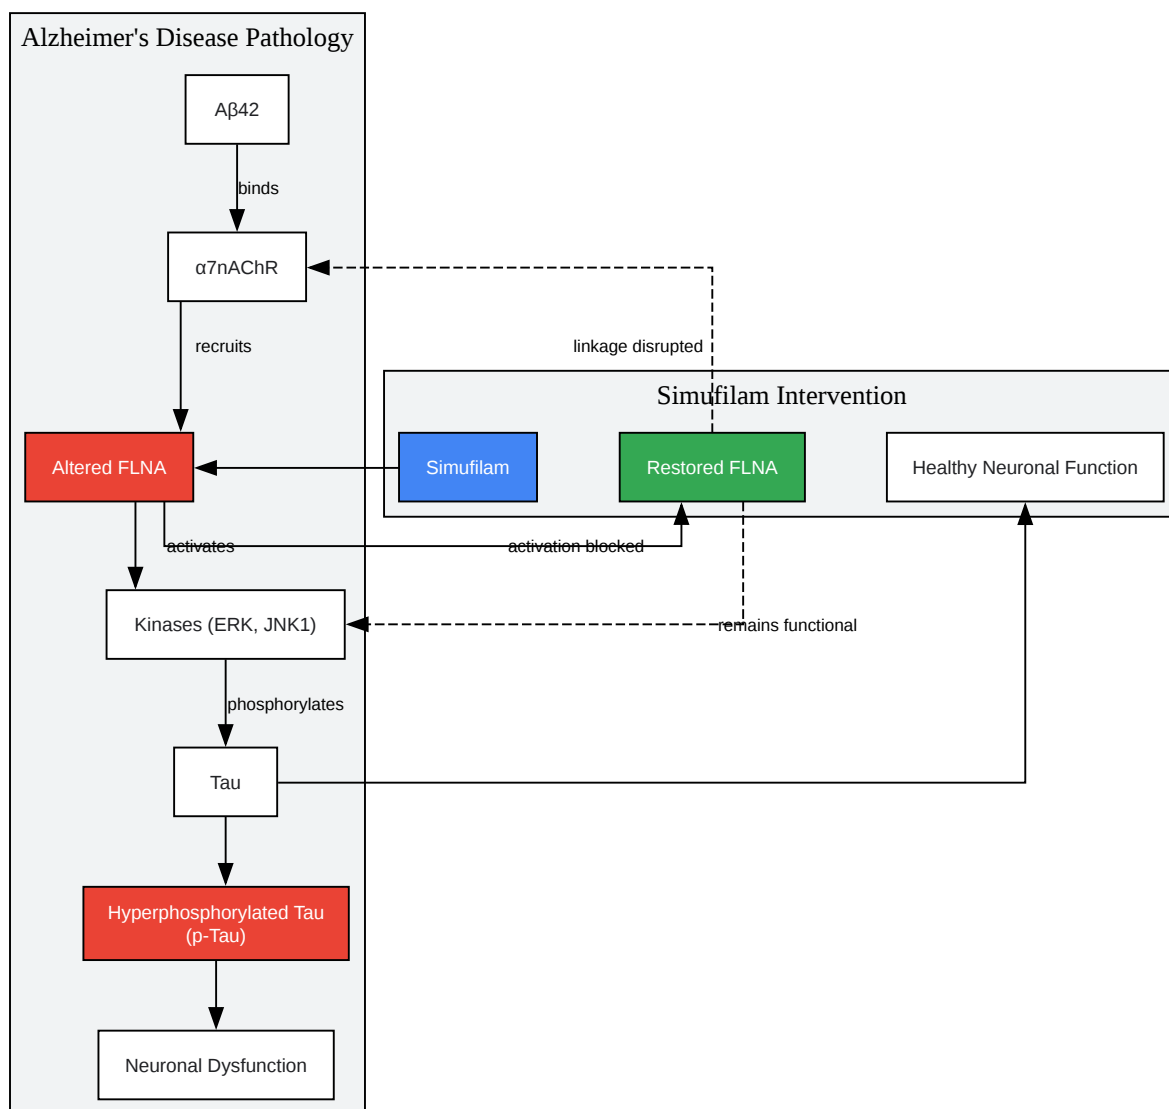 Alzheimer's Disease Pathology
Aβ42
binds
α7nAChR
recruits
linkage disrupted
Simufilam Intervention
Altered FLNA
Simufilam
Restored FLNA
Healthy Neuronal Function
activates
activation blocked
Kinases (ERK, JNK1)
remains functional
phosphorylates
Tau
Hyperphosphorylated Tau
(p-Tau)
Neuronal Dysfunction